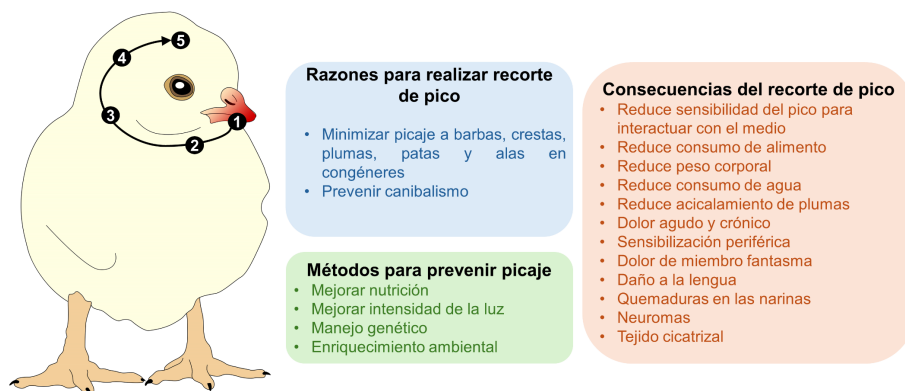 5
4
3
2
1
Razones para realizar recorte
de pico
• Minimizar picaje a barbas, crestas,
plumas, patas y alas en
congéneres
• Prevenir canibalismo
Métodos para prevenir picaje
• Mejorar nutrición
• Mejorar intensidad de la luz
• Manejo genético
• Enriquecimiento ambiental
Consecuencias del recorte de pico
• Reduce sensibilidad del pico para
interactuar con el medio
• Reduce consumo de alimento
• Reduce peso corporal
• Reduce consumo de agua
• Reduce acicalamiento de plumas
• Dolor agudo y crónico
• Sensibilización periférica
• Dolor de miembro fantasma
• Daño a la lengua
• Quemaduras en las narinas
• Neuromas
• Tejido cicatrizal